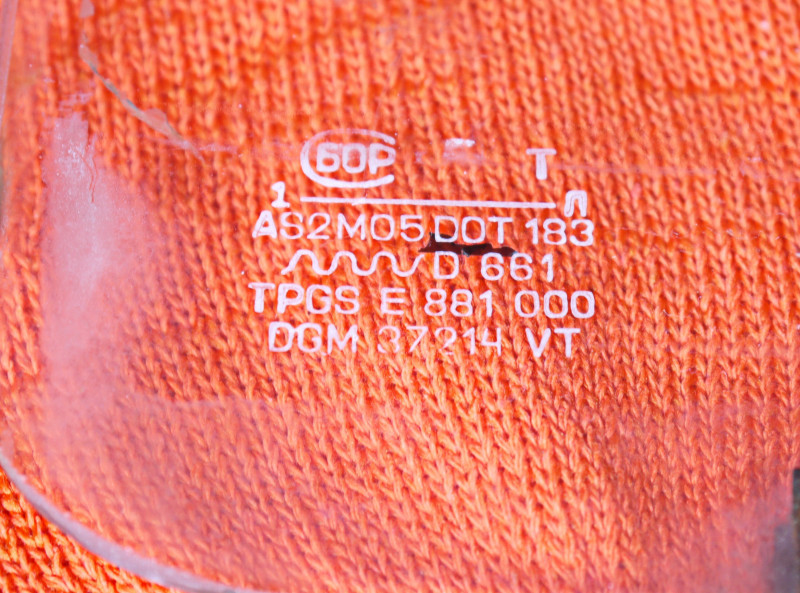 БОР Т
1 Л
AS2M05 DOT 183
D 661
TPGS E 881 000
DGM 37214 VT